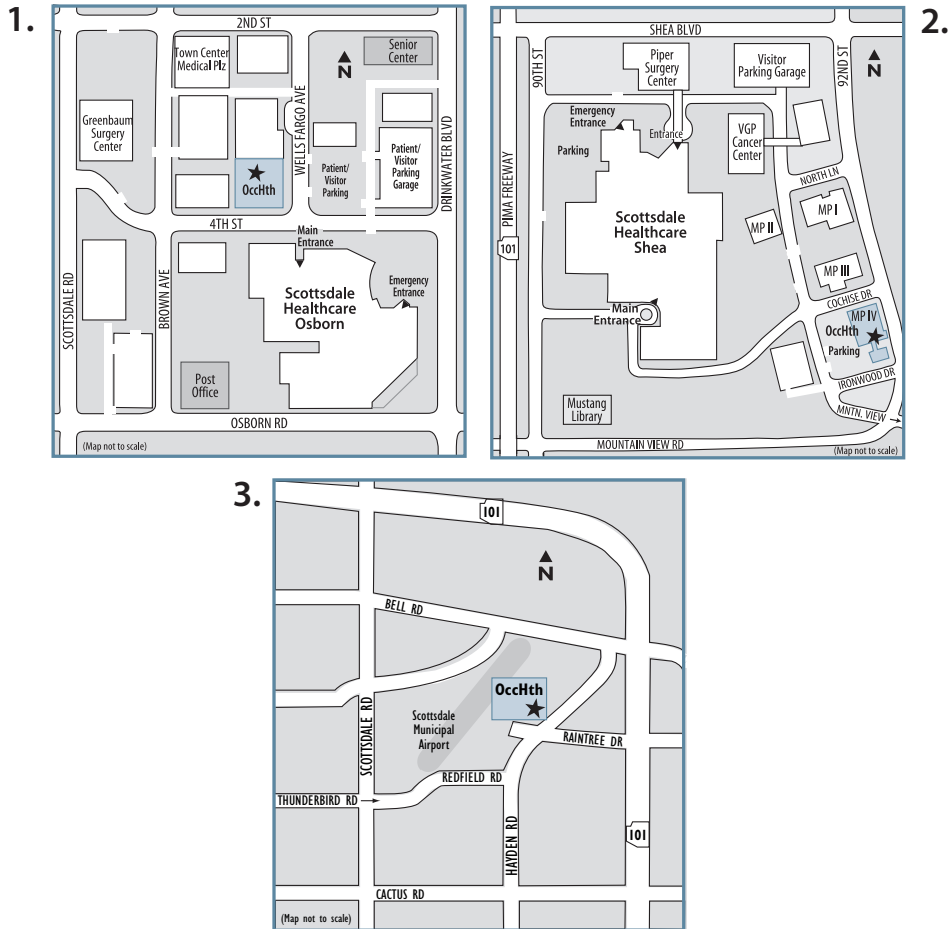 1.
2ND ST
Town Center
Medical Plz
N
Senior
Center
Greenbaum
Surgery
Center
WELLS FARGO AVE
Patient/
Visitor
Parking
Patient/
Visitor
Parking
Garage
DRINKWATER BLVD
OccHth
4TH ST
Main
Entrance
Emergency
Entrance
Scottsdale
Healthcare
Osborn
SCOTTSDALE RD
BROWN AVE
Post
Office
OSBORN RD
(Map not to scale)
2.
SHEA BLVD
90TH ST
Piper
Surgery
Center
Visitor
Parking Garage
92ND ST
N
Emergency
Entrance
Entrance
Parking
VGP
Cancer
Center
NORTH LN
PIMA FREEWAY
101
Scottsdale
Healthcare
Shea
MP I
MP II
MP III
COCHISE DR
Main
Entrance
MP IV
OccHth
Parking
IRONWOOD DR
Mustang
Library
MNTN. VIEW
MOUNTAIN VIEW RD
(Map not to scale)
3.
101
N
BELL RD
OccHth
SCOTTSDALE RD
Scottsdale
Municipal
Airport
RAINTREE DR
REDFIELD RD
THUNDERBIRD RD
HAYDEN RD
101
CACTUS RD
(Map not to scale)